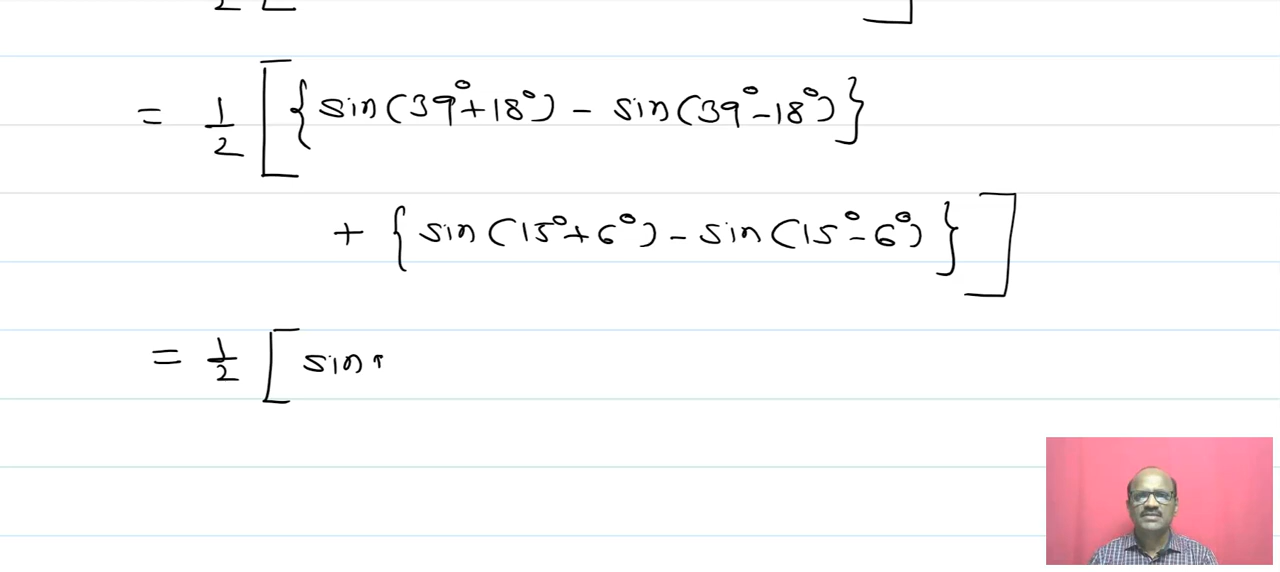 = 1/2 [ { sin(39°+18°) - sin(39°-18°) }
+ { sin(15°+6°) - sin(15°-6°) } ]
= 1/2 [ sin